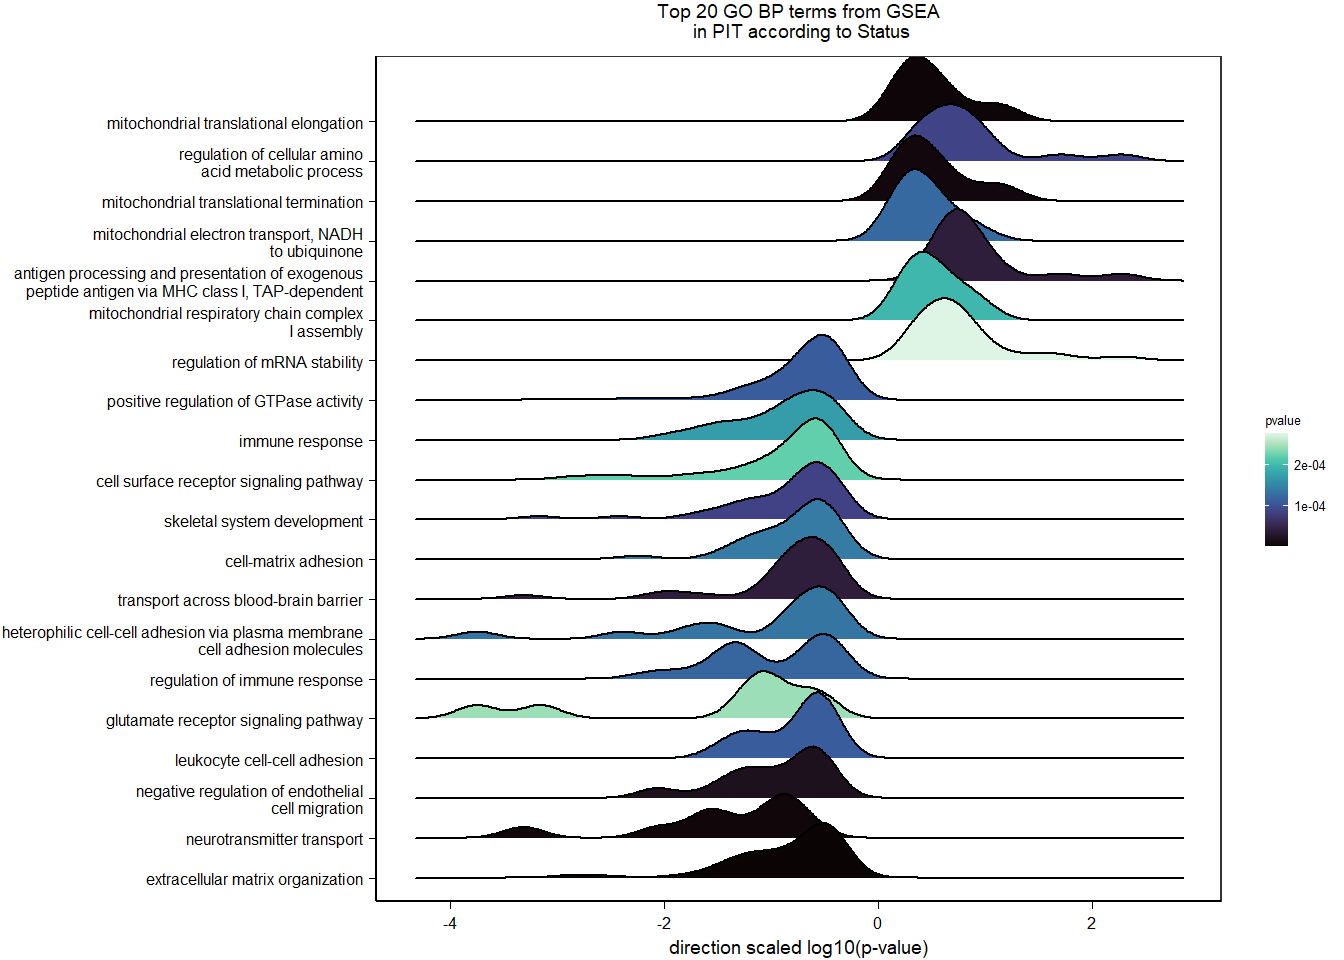 Top 20 GO BP terms from GSEA
in PIT according to Status
mitochondrial translational elongation
regulation of cellular amino
acid metabolic process
mitochondrial translational termination
mitochondrial electron transport, NADH
to ubiquinone
antigen processing and presentation of exogenous
peptide antigen via MHC class I, TAP-dependent
mitochondrial respiratory chain complex
I assembly
regulation of mRNA stability
positive regulation of GTPase activity
immune response
cell surface receptor signaling pathway
skeletal system development
cell-matrix adhesion
transport across blood-brain barrier
heterophilic cell-cell adhesion via plasma membrane
cell adhesion molecules
regulation of immune response
glutamate receptor signaling pathway
leukocyte cell-cell adhesion
negative regulation of endothelial
cell migration
neurotransmitter transport
extracellular matrix organization
-4 -2 0 2
direction scaled log10(p-value)
pvalue
2e-04
1e-04